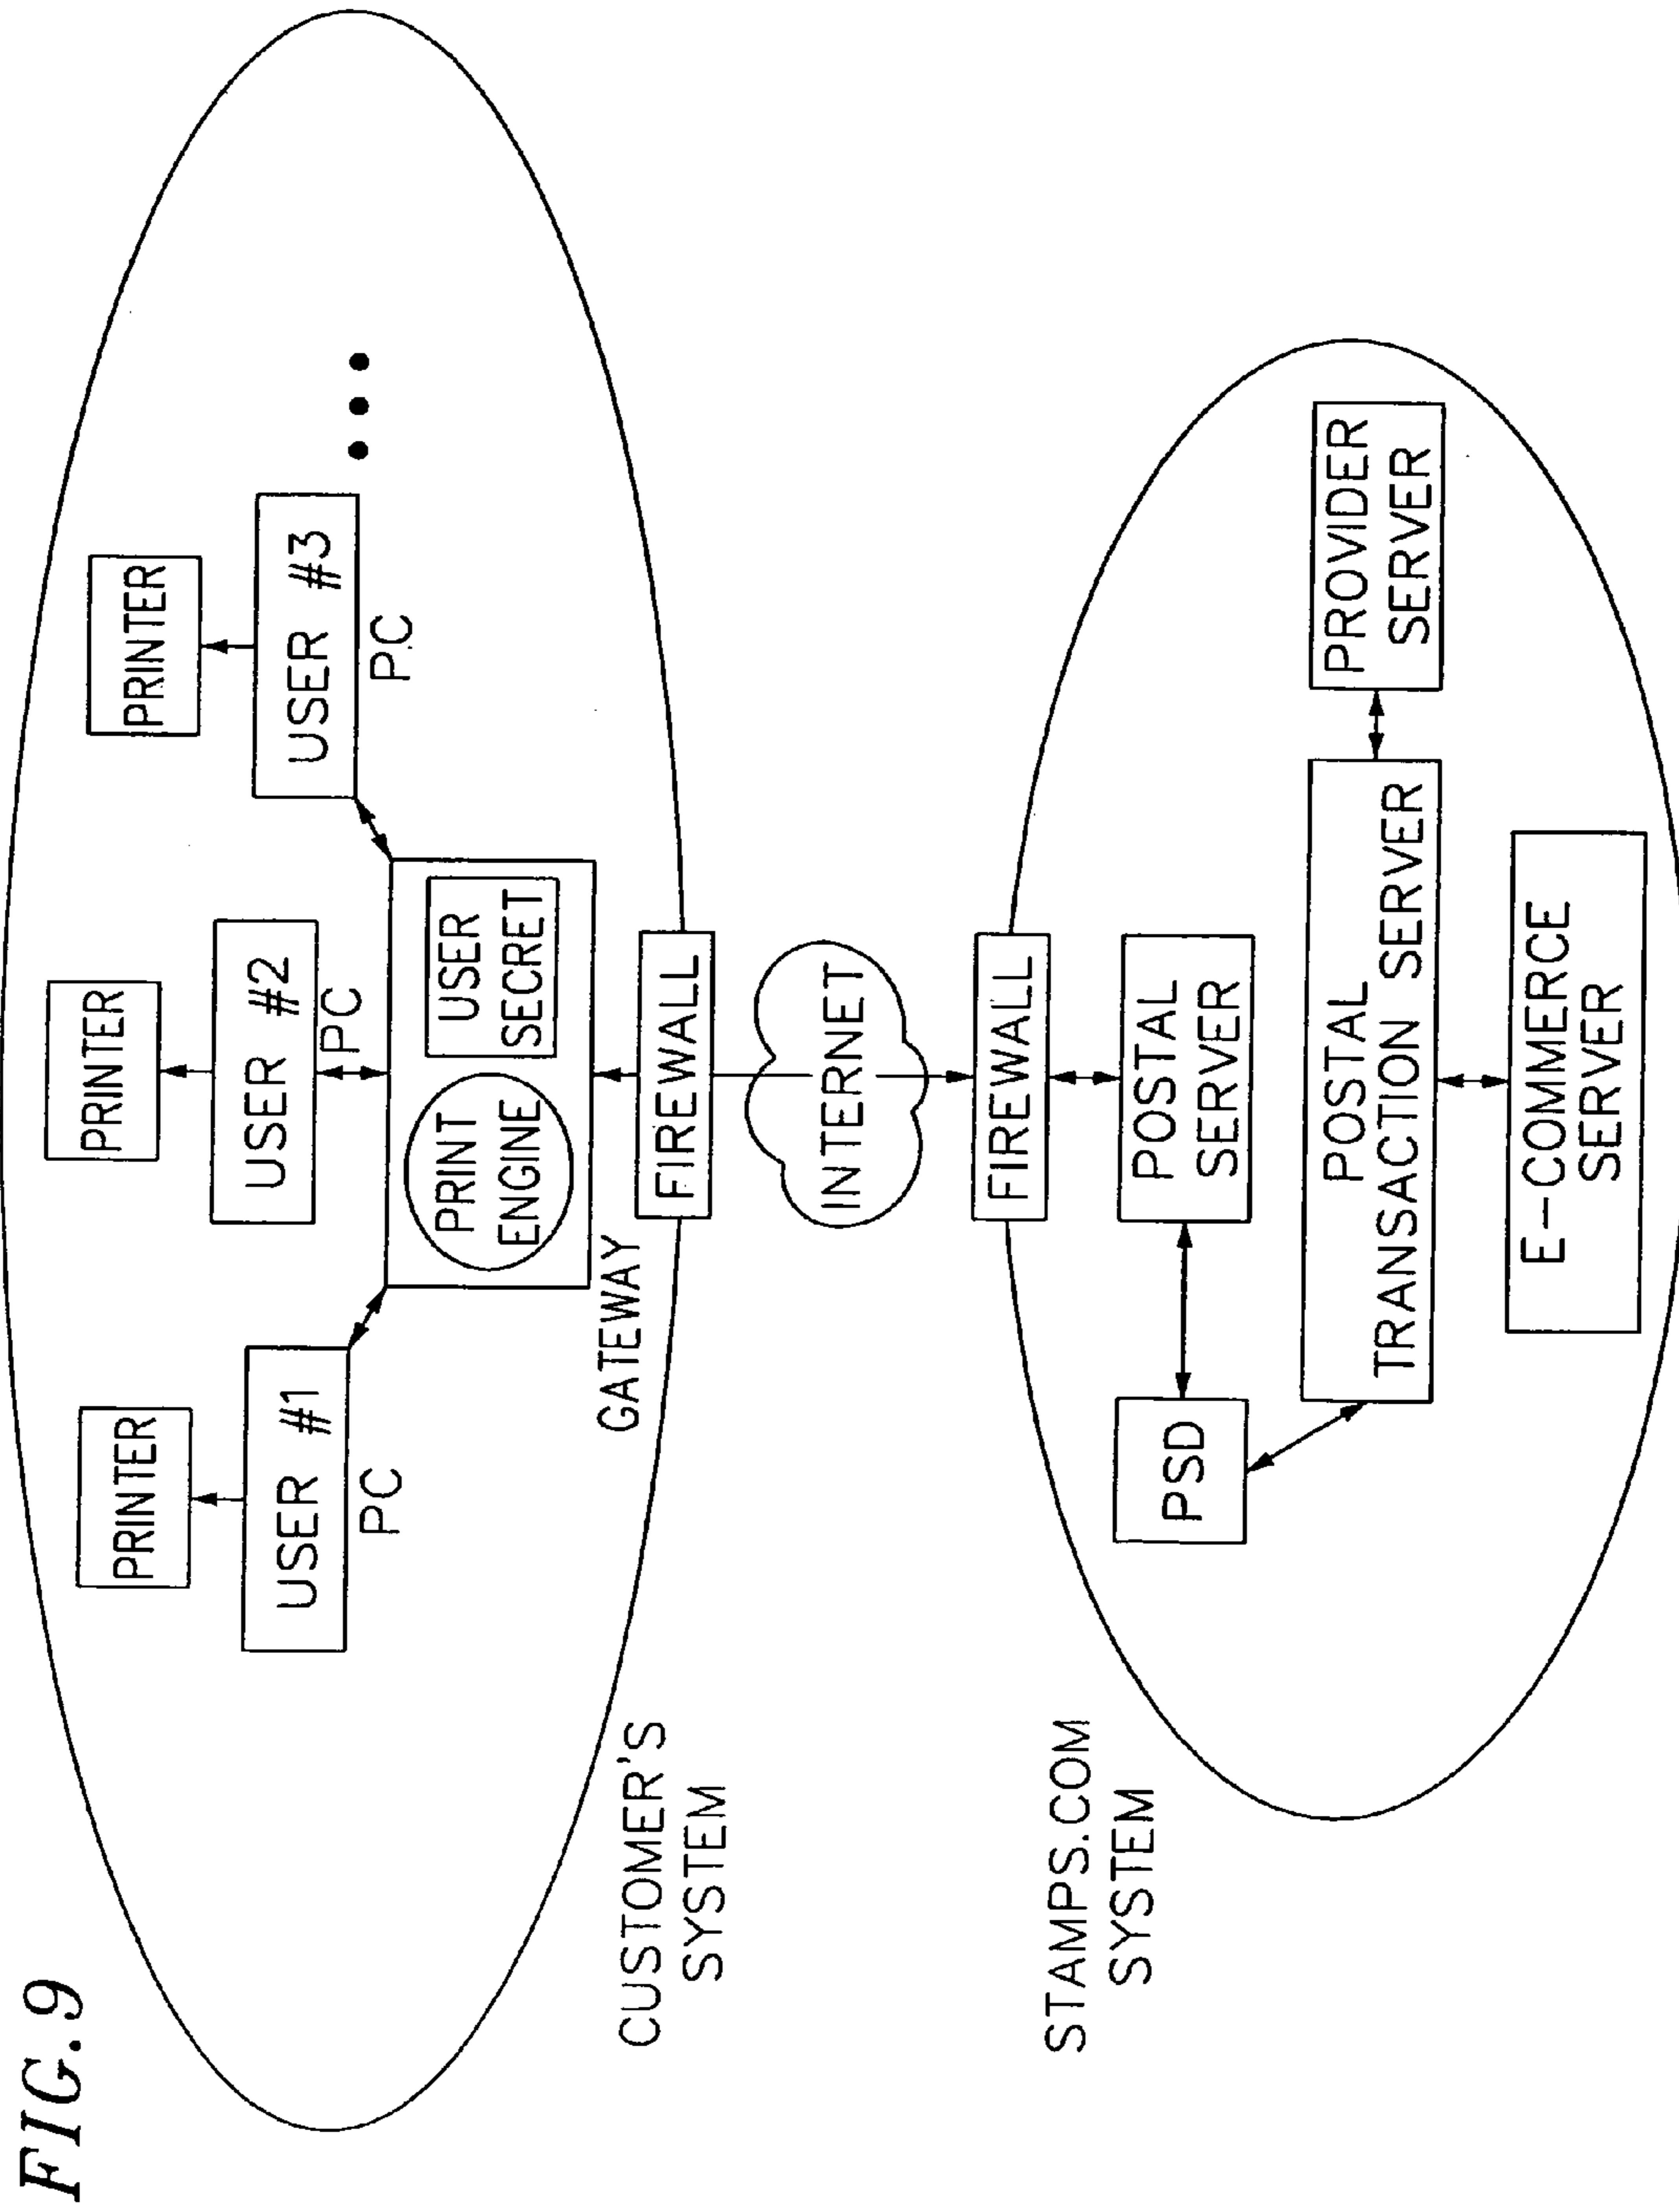 FIG.9
PRINTER
PRINTER
PRINTER
USER #1
PC
USER #2
PC
USER #3
PC
PRINT
ENGINE
USER
SECRET
GATEWAY
FIREWALL
CUSTOMER'S
SYSTEM
INTERNET
STAMPS.COM
SYSTEM
FIREWALL
PSD
POSTAL
SERVER
POSTAL
TRANSACTION SERVER
PROVIDER
SERVER
E-COMMERCE
SERVER